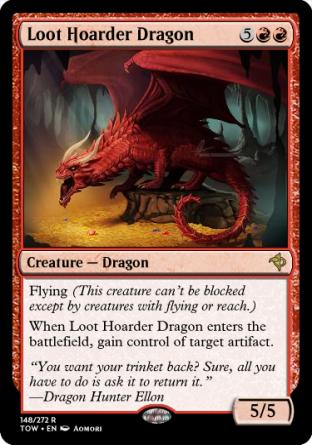 Loot Hoarder Dragon 5
Creature — Dragon
Flying (This creature can't be blocked
except by creatures with flying or reach.)
When Loot Hoarder Dragon enters the
battlefield, gain control of target artifact.
“You want your trinket back? Sure, all you
have to do is ask it to return it.”
—Dragon Hunter Ellon
5/5
148/272 R
TOW • EN Aomori